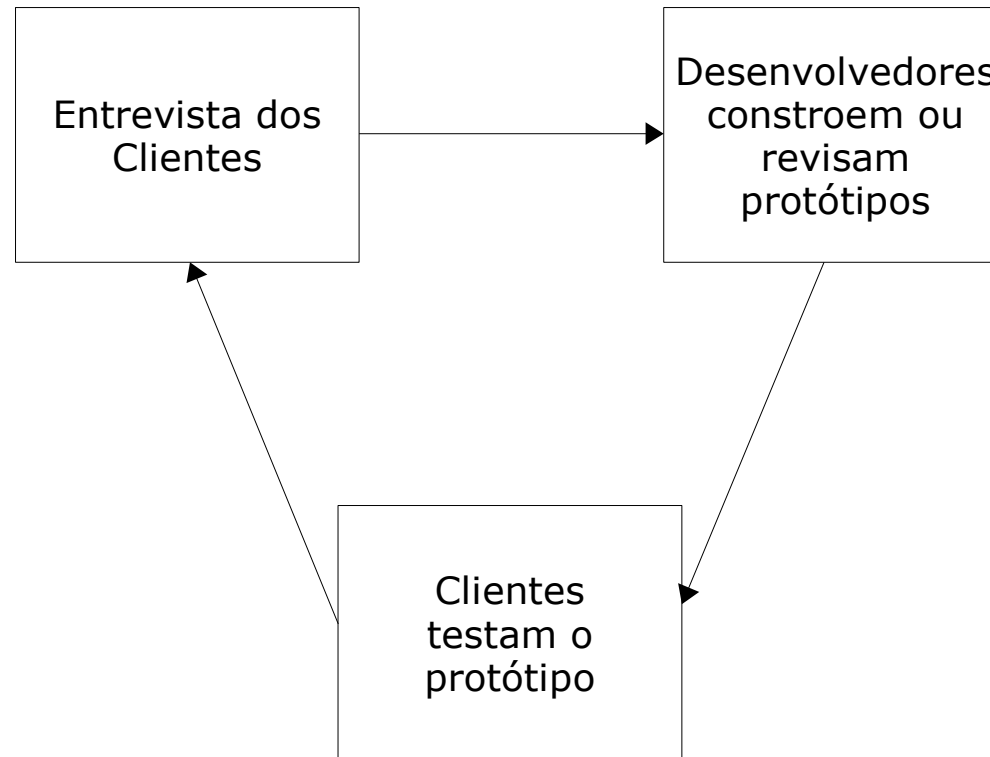 Entrevista dos
Clientes
Desenvolvedores
constroem ou
revisam
protótipos
Clientes
testam o
protótipo